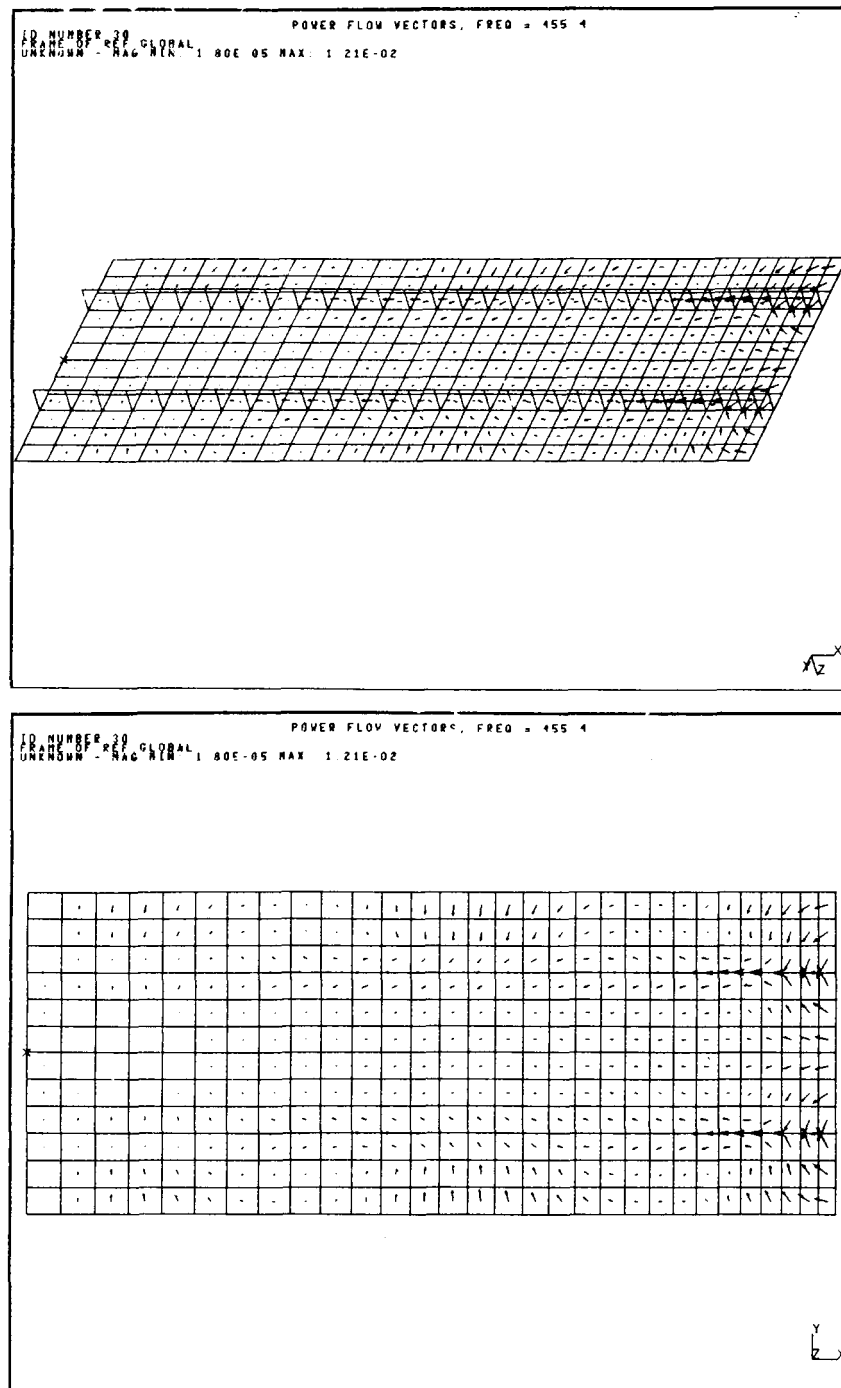 POWER FLOW VECTORS, FREQ = 455 4
ID NUMBER 30
FRAME OF REF GLOBAL
UNKNOWN - MAG MIN: 1 80E-05 MAX: 1 21E-02
X
Z
POWER FLOW VECTORS, FREQ = 455 4
ID NUMBER 30
FRAME OF REF GLOBAL
UNKNOWN - MAG MIN 1 80E-05 MAX 1.21E-02
Y
Z